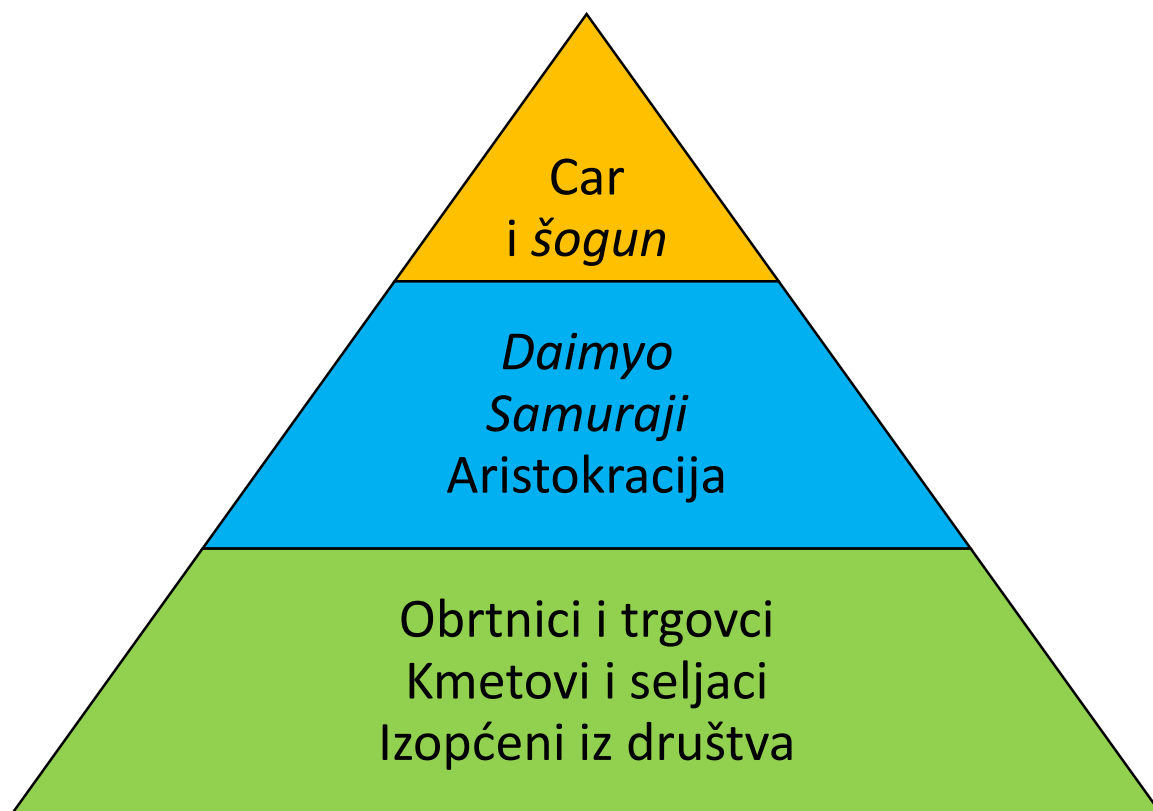 Car
i šogun
Daimyo
Samuraji
Aristokracija
Obrtnici i trgovci
Kmetovi i seljaci
Izopćeni iz društva